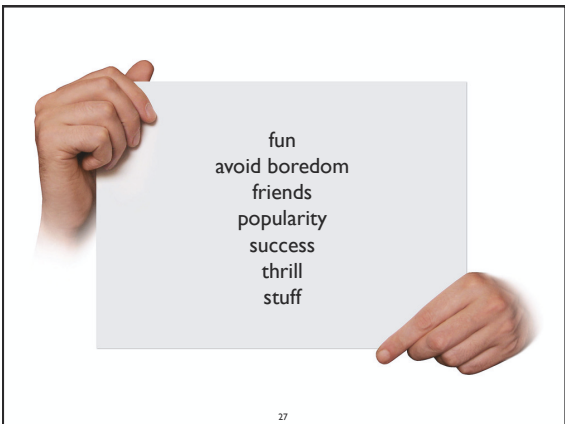 fun
avoid boredom
friends
popularity
success
thrill
stuff
27